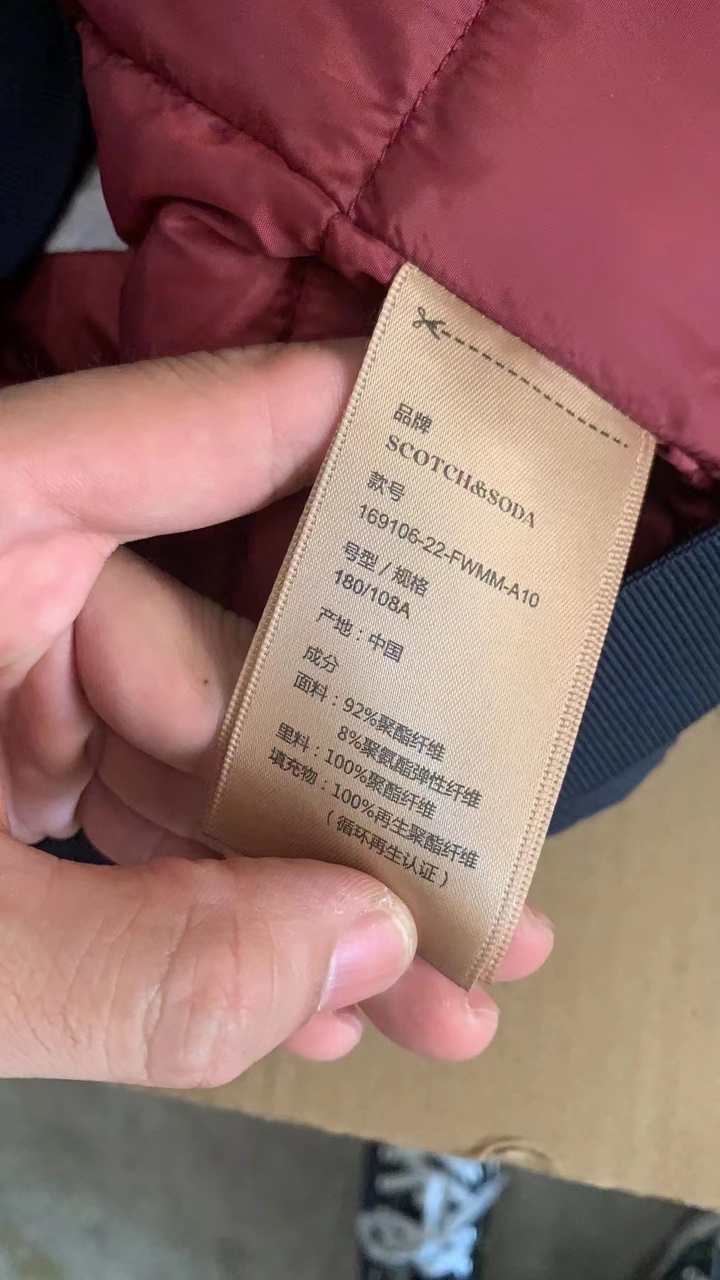 品牌
SCOTCH&SODA
款号
169106-22-FWMM-A10
号型/规格
180/108A
产地:中国
成分
面料:92%聚酯纤维
8%聚氨酯弹性纤维
里料:100%聚酯纤维
填充物:100%再生聚酯纤维
(循环再生认证)